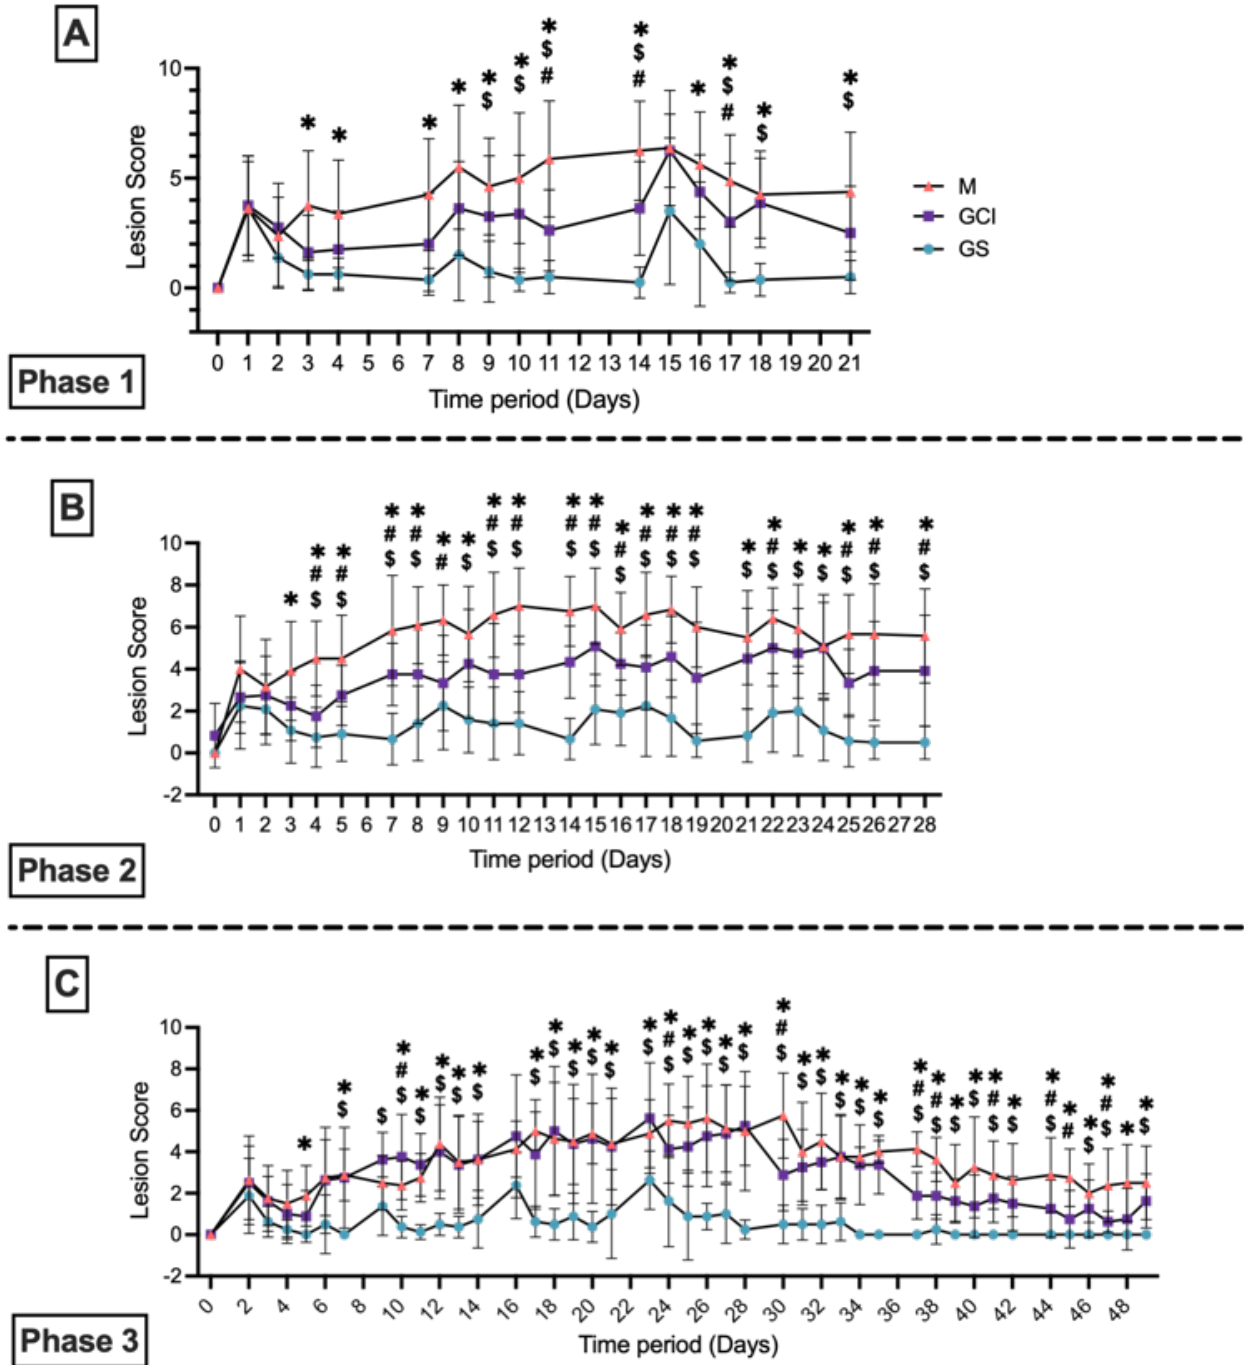 A
* * * * * * * * * * * * *
$ $ $ $ $ $ $
# # #
10
5
0
Lesion Score
M
GCI
GS
0 1 2 3 4 5 6 7 8 9 10 11 12 13 14 15 16 17 18 19 20 21
Phase 1
Time period (Days)
B
10
8
6
4
2
0
-2
Lesion Score
0 1 2 3 4 5 6 7 8 9 10 11 12 13 14 15 16 17 18 19 20 21 22 23 24 25 26 27 28
Time period (Days)
Phase 2
C
10
8
6
4
2
0
-2
Lesion Score
0 2 4 6 8 10 12 14 16 18 20 22 24 26 28 30 32 34 36 38 40 42 44 46 48
Time period (Days)
Phase 3